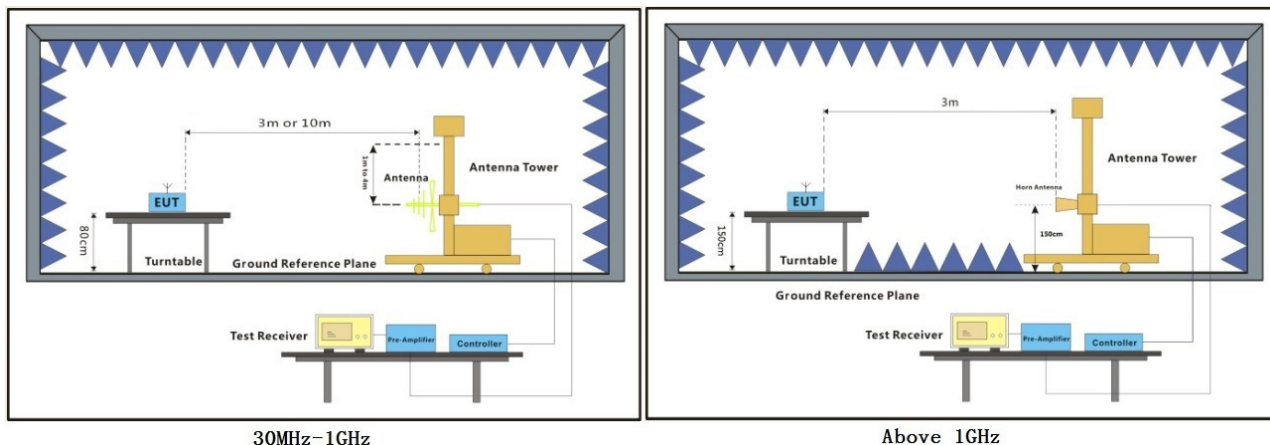 3m or 10m
1m to 4m
Antenna
Antenna Tower
EUT
80cm
Turntable
Ground Reference Plane
Test Receiver
Pre-Amplifier
Controller
30MHz-1GHz
3m
Antenna Tower
Horn Antenna
EUT
150cm
150cm
Turntable
Ground Reference Plane
Test Receiver
Pre-Amplifier
Controller
Above 1GHz